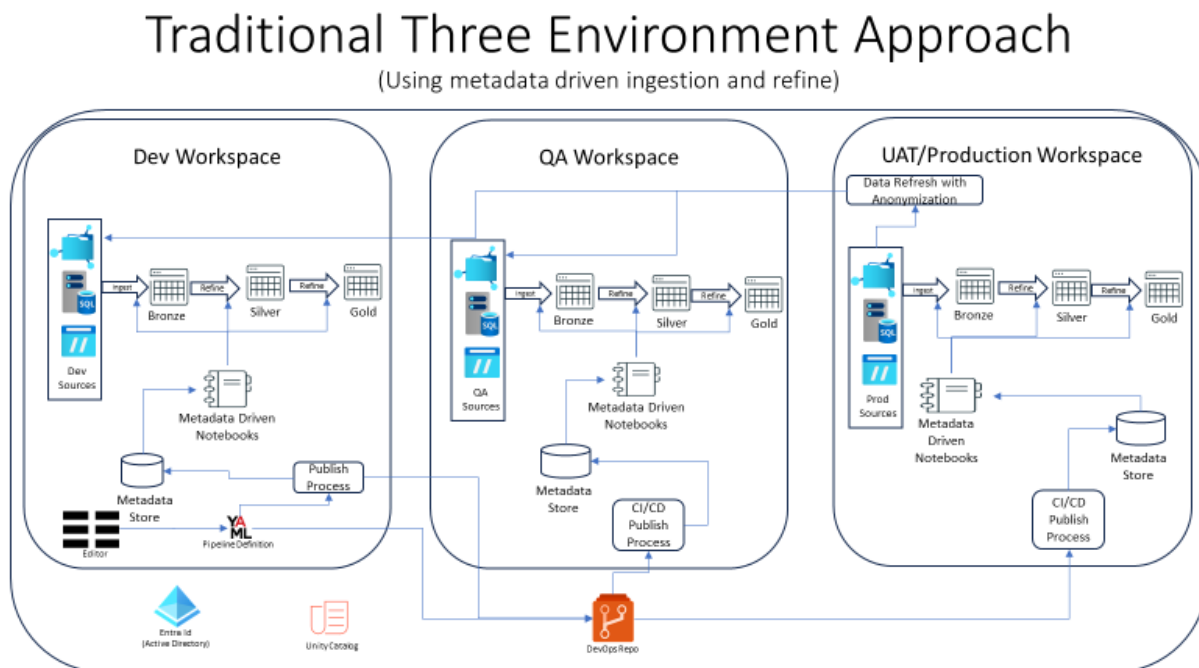 Traditional Three Environment Approach
(Using metadata driven ingestion and refine)
Dev Workspace
SQL
Dev
Sources
Ingest
Bronze
Refine
Silver
Refine
Gold
Metadata Driven
Notebooks
Metadata
Store
Publish
Process
Editor
YAML
Pipeline Definition
QA Workspace
SQL
QA
Sources
Ingest
Bronze
Refine
Silver
Refine
Gold
Metadata Driven
Notebooks
Metadata
Store
CI/CD
Publish
Process
UAT/Production Workspace
Data Refresh with
Anonymization
SQL
Prod
Sources
Ingest
Bronze
Refine
Silver
Refine
Gold
Metadata
Driven
Notebooks
Metadata
Store
CI/CD
Publish
Process
Entra Id
(Active Directory)
Unity Catalog
DevOps Repo